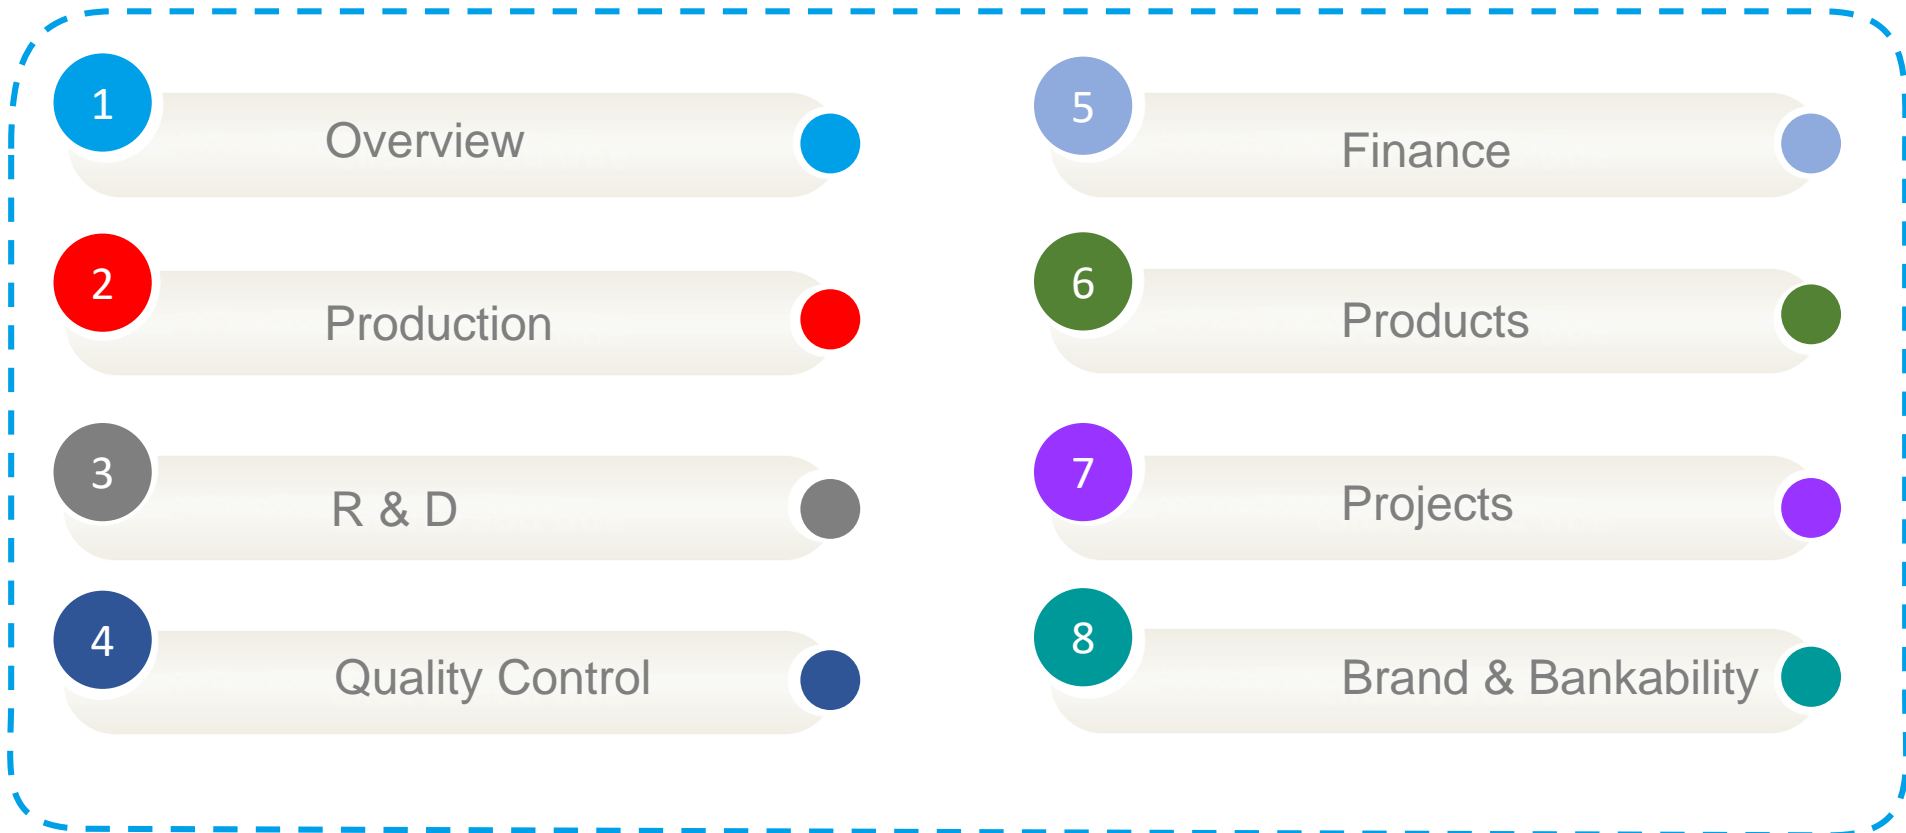 1
Overview
2
Production
3
R & D
4
Quality Control
5
Finance
6
Products
7
Projects
8
Brand & Bankability